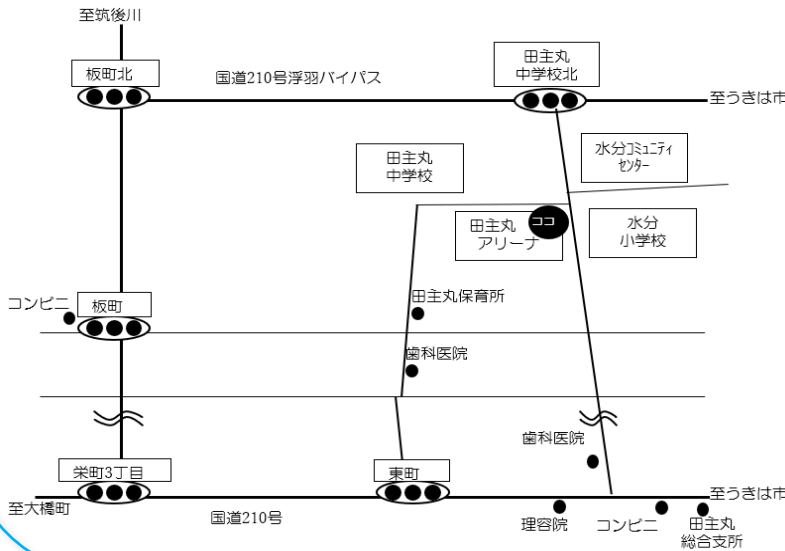 至筑後川
板町北
国道210号浮羽バイパス
田主丸
中学校北
至うきは市
田主丸
中学校
水分コミュニティ
センター
田主丸
アリーナ
ココ
水分
小学校
コンビニ
板町
田主丸保育所
歯科医院
歯科医院
栄町3丁目
東町
至大橋町
国道210号
至うきは市
理容院
コンビニ
田主丸
総合支所